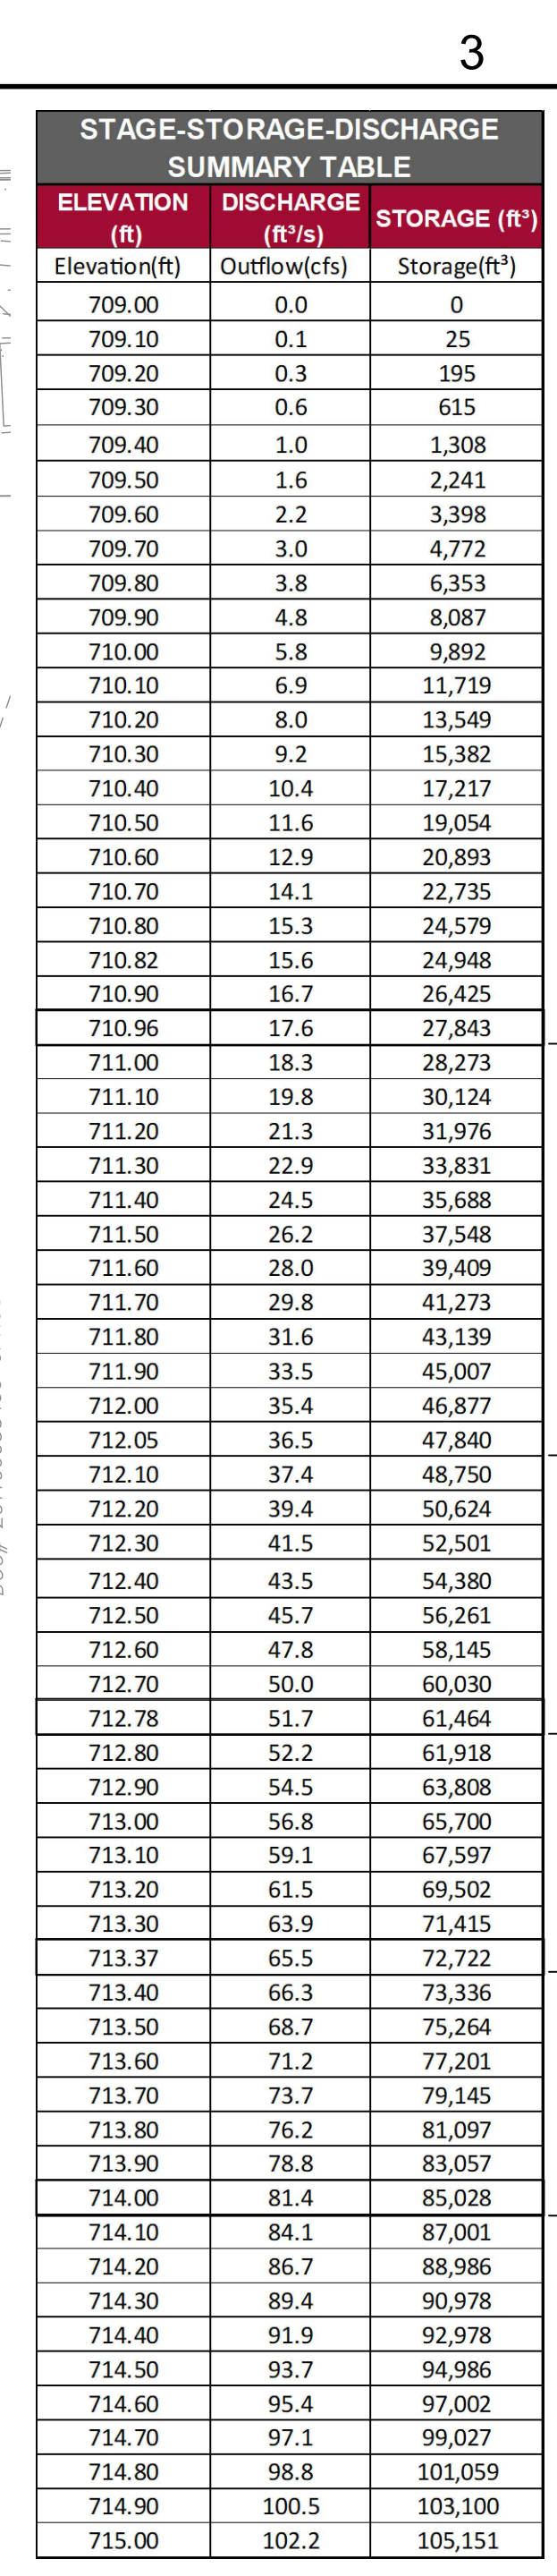 3
STAGE-STORAGE-DISCHARGE
SUMMARY TABLE
ELEVATION (ft) DISCHARGE (ft³/s) STORAGE (ft³)
Elevation(ft) Outflow(cfs) Storage(ft³)
709.00 0.0 0
709.10 0.1 25
709.20 0.3 195
709.30 0.6 615
709.40 1.0 1,308
709.50 1.6 2,241
709.60 2.2 3,398
709.70 3.0 4,772
709.80 3.8 6,353
709.90 4.8 8,087
710.00 5.8 9,892
710.10 6.9 11,719
710.20 8.0 13,549
710.30 9.2 15,382
710.40 10.4 17,217
710.50 11.6 19,054
710.60 12.9 20,893
710.70 14.1 22,735
710.80 15.3 24,579
710.82 15.6 24,948
710.90 16.7 26,425
710.96 17.6 27,843
711.00 18.3 28,273
711.10 19.8 30,124
711.20 21.3 31,976
711.30 22.9 33,831
711.40 24.5 35,688
711.50 26.2 37,548
711.60 28.0 39,409
711.70 29.8 41,273
711.80 31.6 43,139
711.90 33.5 45,007
712.00 35.4 46,877
712.05 36.5 47,840
712.10 37.4 48,750
712.20 39.4 50,624
712.30 41.5 52,501
712.40 43.5 54,380
712.50 45.7 56,261
712.60 47.8 58,145
712.70 50.0 60,030
712.78 51.7 61,464
712.80 52.2 61,918
712.90 54.5 63,808
713.00 56.8 65,700
713.10 59.1 67,597
713.20 61.5 69,502
713.30 63.9 71,415
713.37 65.5 72,722
713.40 66.3 73,336
713.50 68.7 75,264
713.60 71.2 77,201
713.70 73.7 79,145
713.80 76.2 81,097
713.90 78.8 83,057
714.00 81.4 85,028
714.10 84.1 87,001
714.20 86.7 88,986
714.30 89.4 90,978
714.40 91.9 92,978
714.50 93.7 94,986
714.60 95.4 97,002
714.70 97.1 99,027
714.80 98.8 101,059
714.90 100.5 103,100
715.00 102.2 105,151